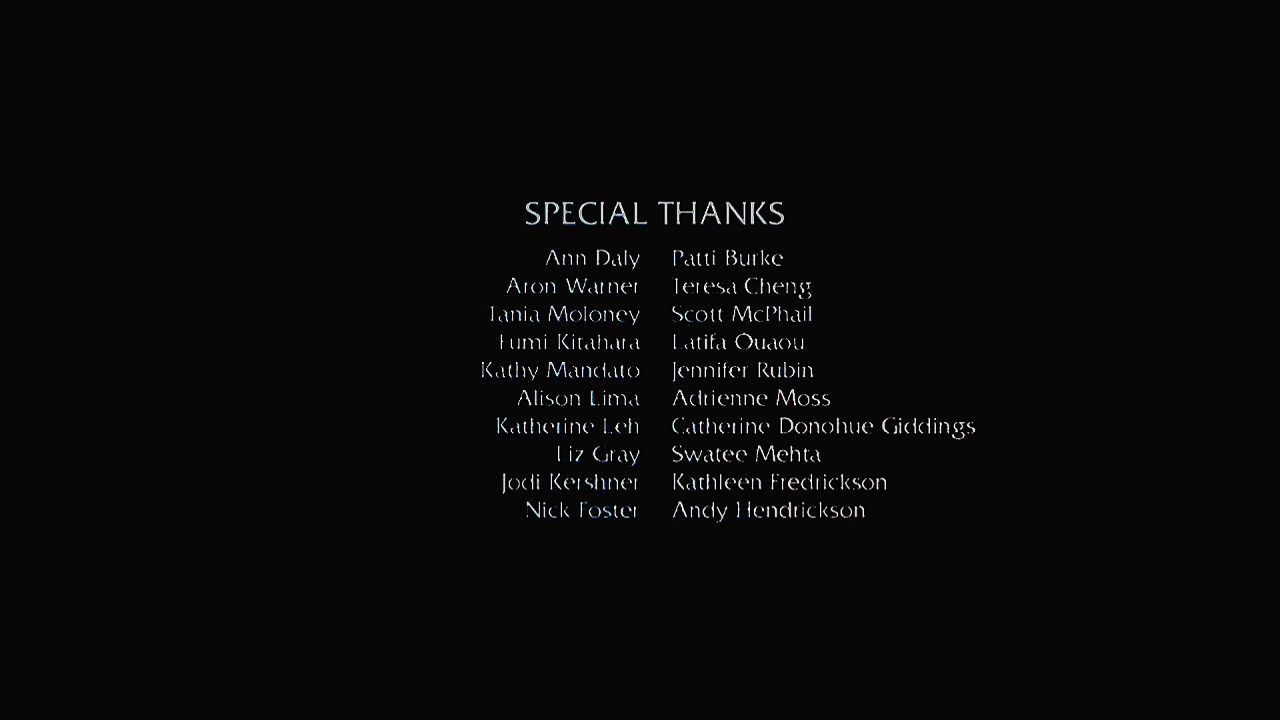 SPECIAL THANKS
Ann Daly Patti Burke
Aron Warner Teresa Cheng
Tania Moloney Scott McPhail
Fumi Kitahara Latifa Ouaou
Kathy Mandato Jennifer Rubin
Alison Lima Adrienne Moss
Katherine Leh Catherine Donohue Giddings
Liz Gray Swatee Mehta
Jodi Kershner Kathleen Fredrickson
Nick Foster Andy Hendrickson